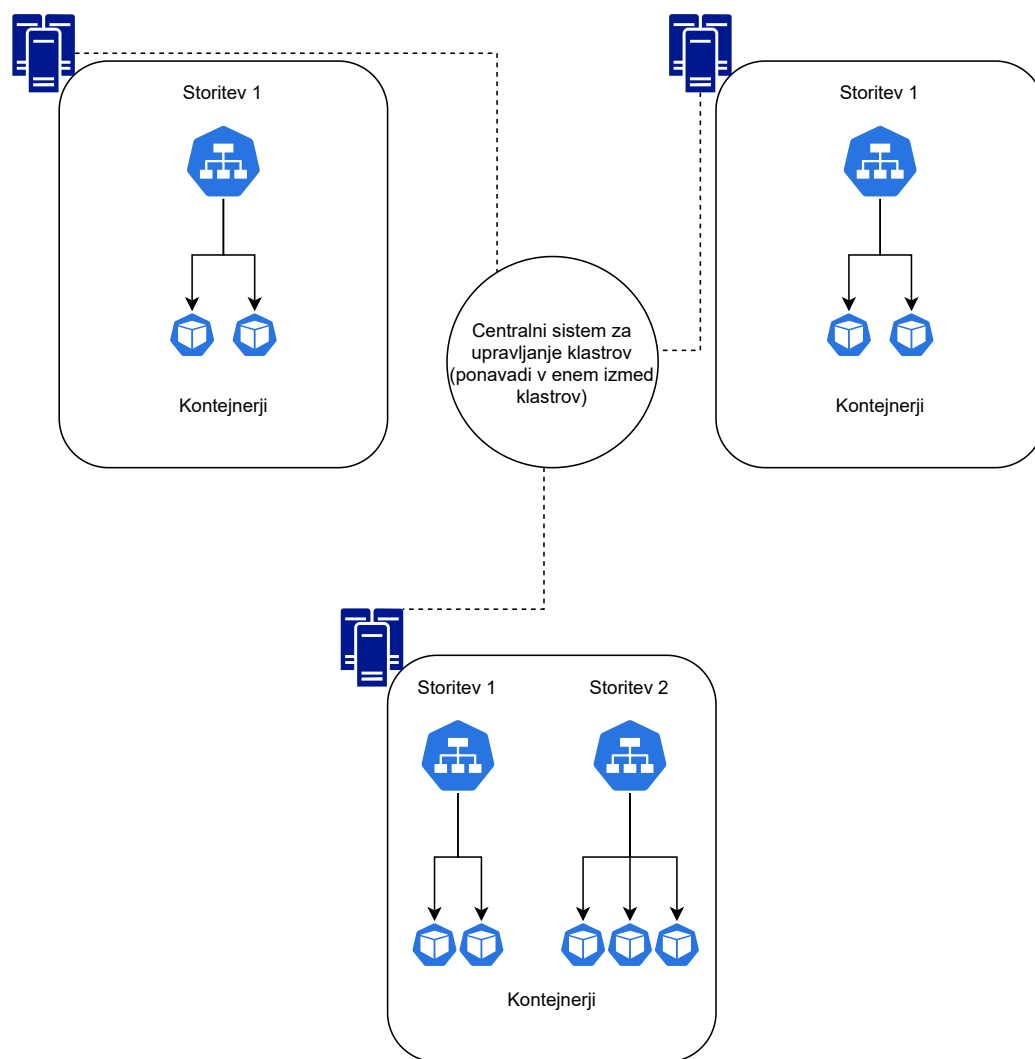 Storitev 1
Kontejnerji
Storitev 1
Kontejnerji
Centralni sistem za
upravljanje klastrov
(ponavadi v enem izmed
klastrov)
Storitev 1
Storitev 2
Kontejnerji